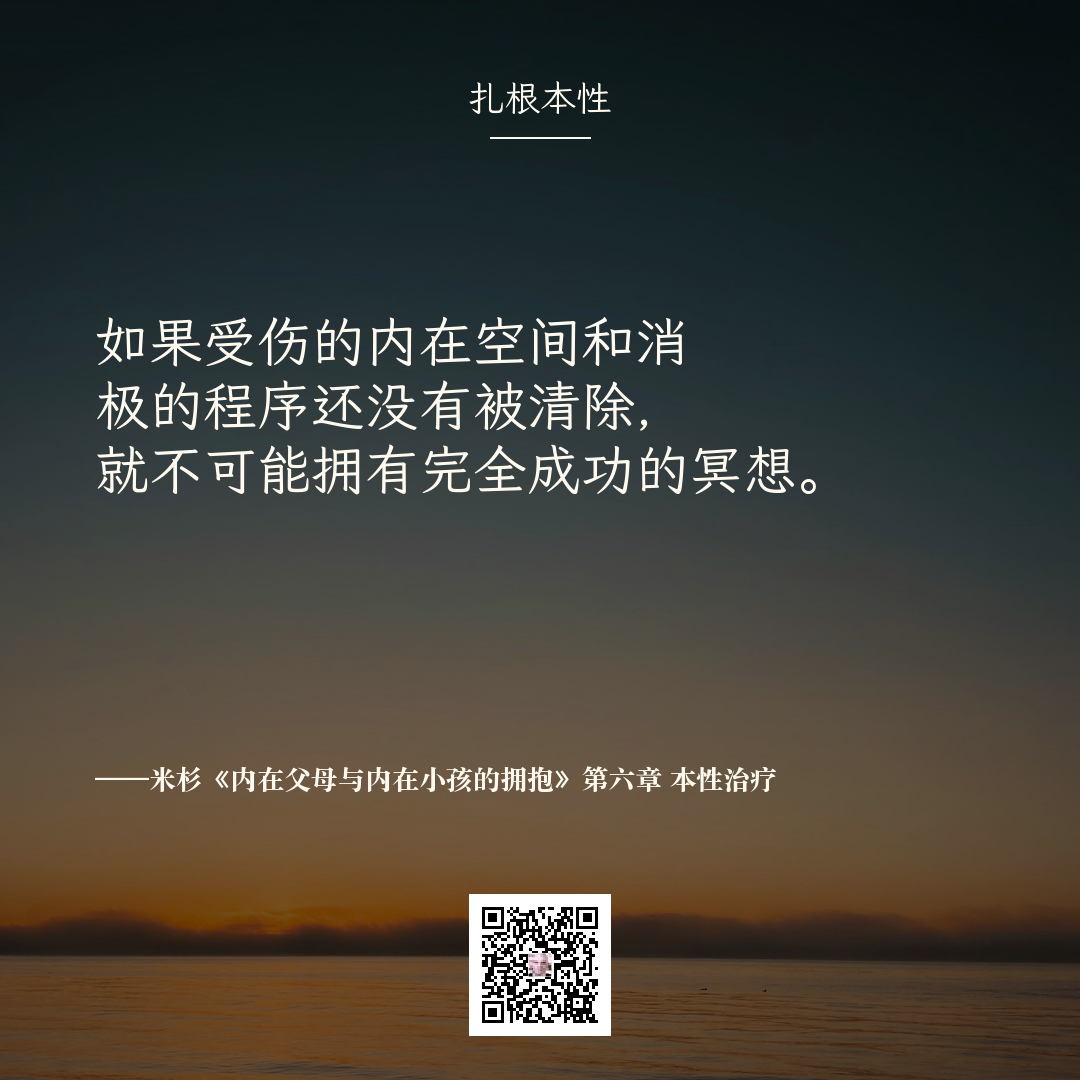 扎根本性
如果受伤的内在空间和消
极的程序还没有被清除，
就不可能拥有完全成功的冥想。
——米杉《内在父母与内在小孩的拥抱》第六章 本性治疗